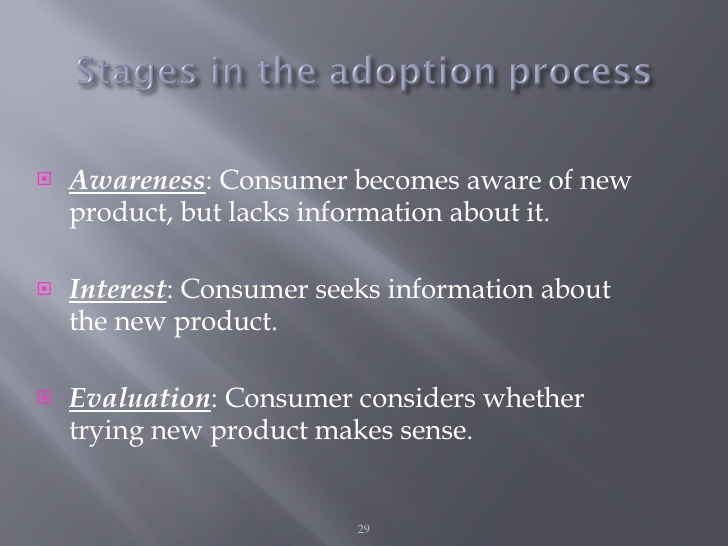 Stages in the adoption process
Awareness: Consumer becomes aware of new
product, but lacks information about it.
Interest: Consumer seeks information about
the new product.
Evaluation: Consumer considers whether
trying new product makes sense.
29